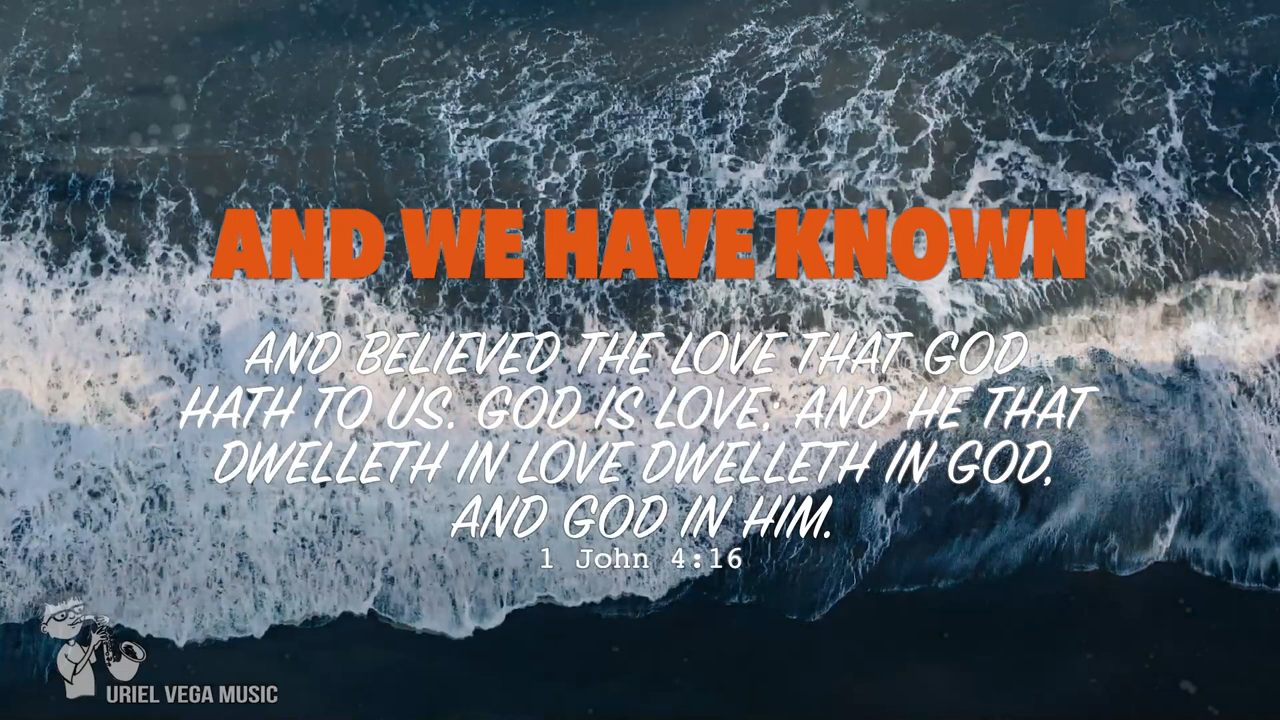 AND WE HAVE KNOWN
AND BELIEVED THE LOVE THAT GOD
HATH TO US. GOD IS LOVE; AND HE THAT
DWELLETH IN LOVE DWELLETH IN GOD,
AND GOD IN HIM.
1 John 4:16
URIEL VEGA MUSIC